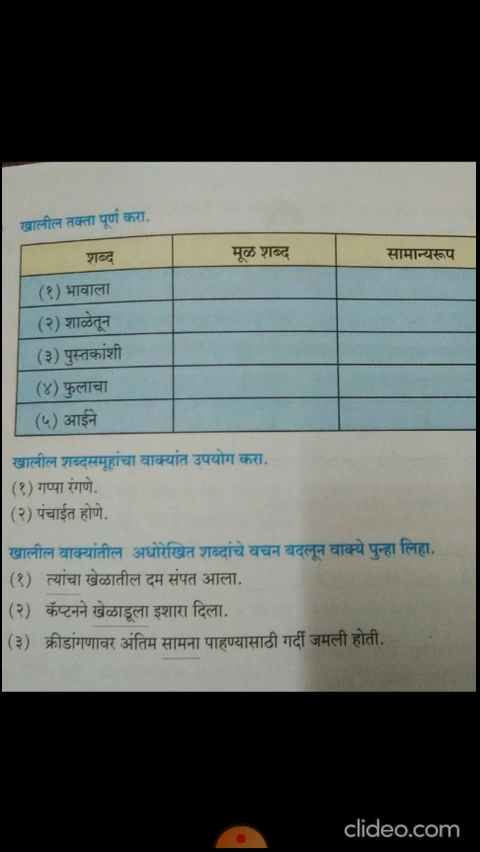 खालील तक्ता पूर्ण करा.
शब्द मूळ शब्द सामान्यरूप
(१) भावाला
(२) शाळेतून
(३) पुस्तकांशी
(४) फुलाचा
(५) आईने
खालील शब्दसमूहांचा वाक्यांत उपयोग करा.
(१) गप्पा रंगणे.
(२) पंचाईत होणे.
खालील वाक्यांतील अधोरेखित शब्दांचे वचन बदलून वाक्ये पुन्हा लिहा.
(१) त्यांचा खेळातील दम संपत आला.
(२) कॅप्टनने खेळाडूला इशारा दिला.
(३) क्रीडांगणावर अंतिम सामना पाहण्यासाठी गर्दी जमली होती.
clideo.com